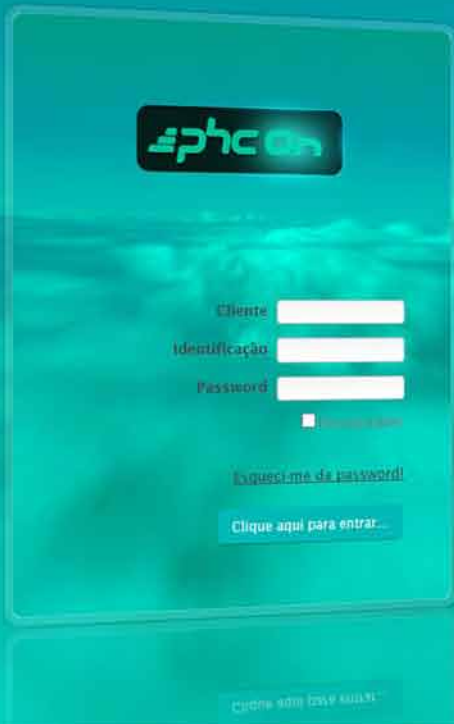 phc on
Cliente
Identificação
Password
Esqueci-me da password!
Clique aqui para entrar...